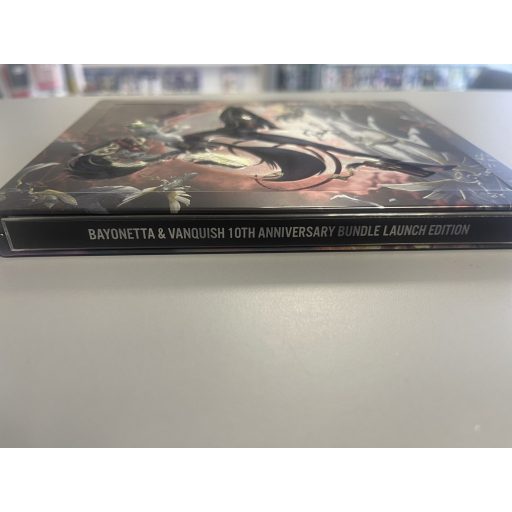 BAYONETTA & VANQUISH 10TH ANNIVERSARY BUNDLE LAUNCH EDITION